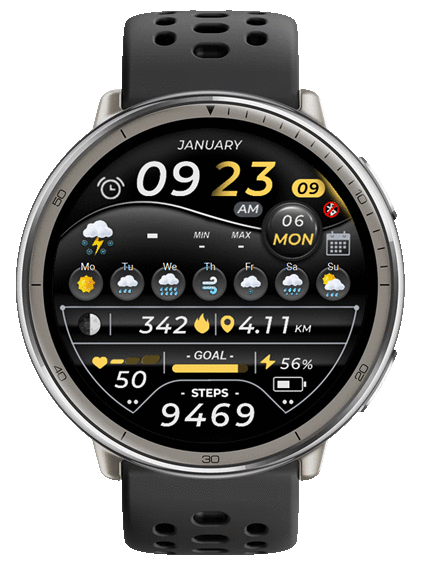 JANUARY
09 23 09
AM
06
MON
- MIN - MAX -
Mo Tu We Th Fr Sa Su
342 4.11 KM
- GOAL -
50 56%
- STEPS -
9469
50 10
40 20
30